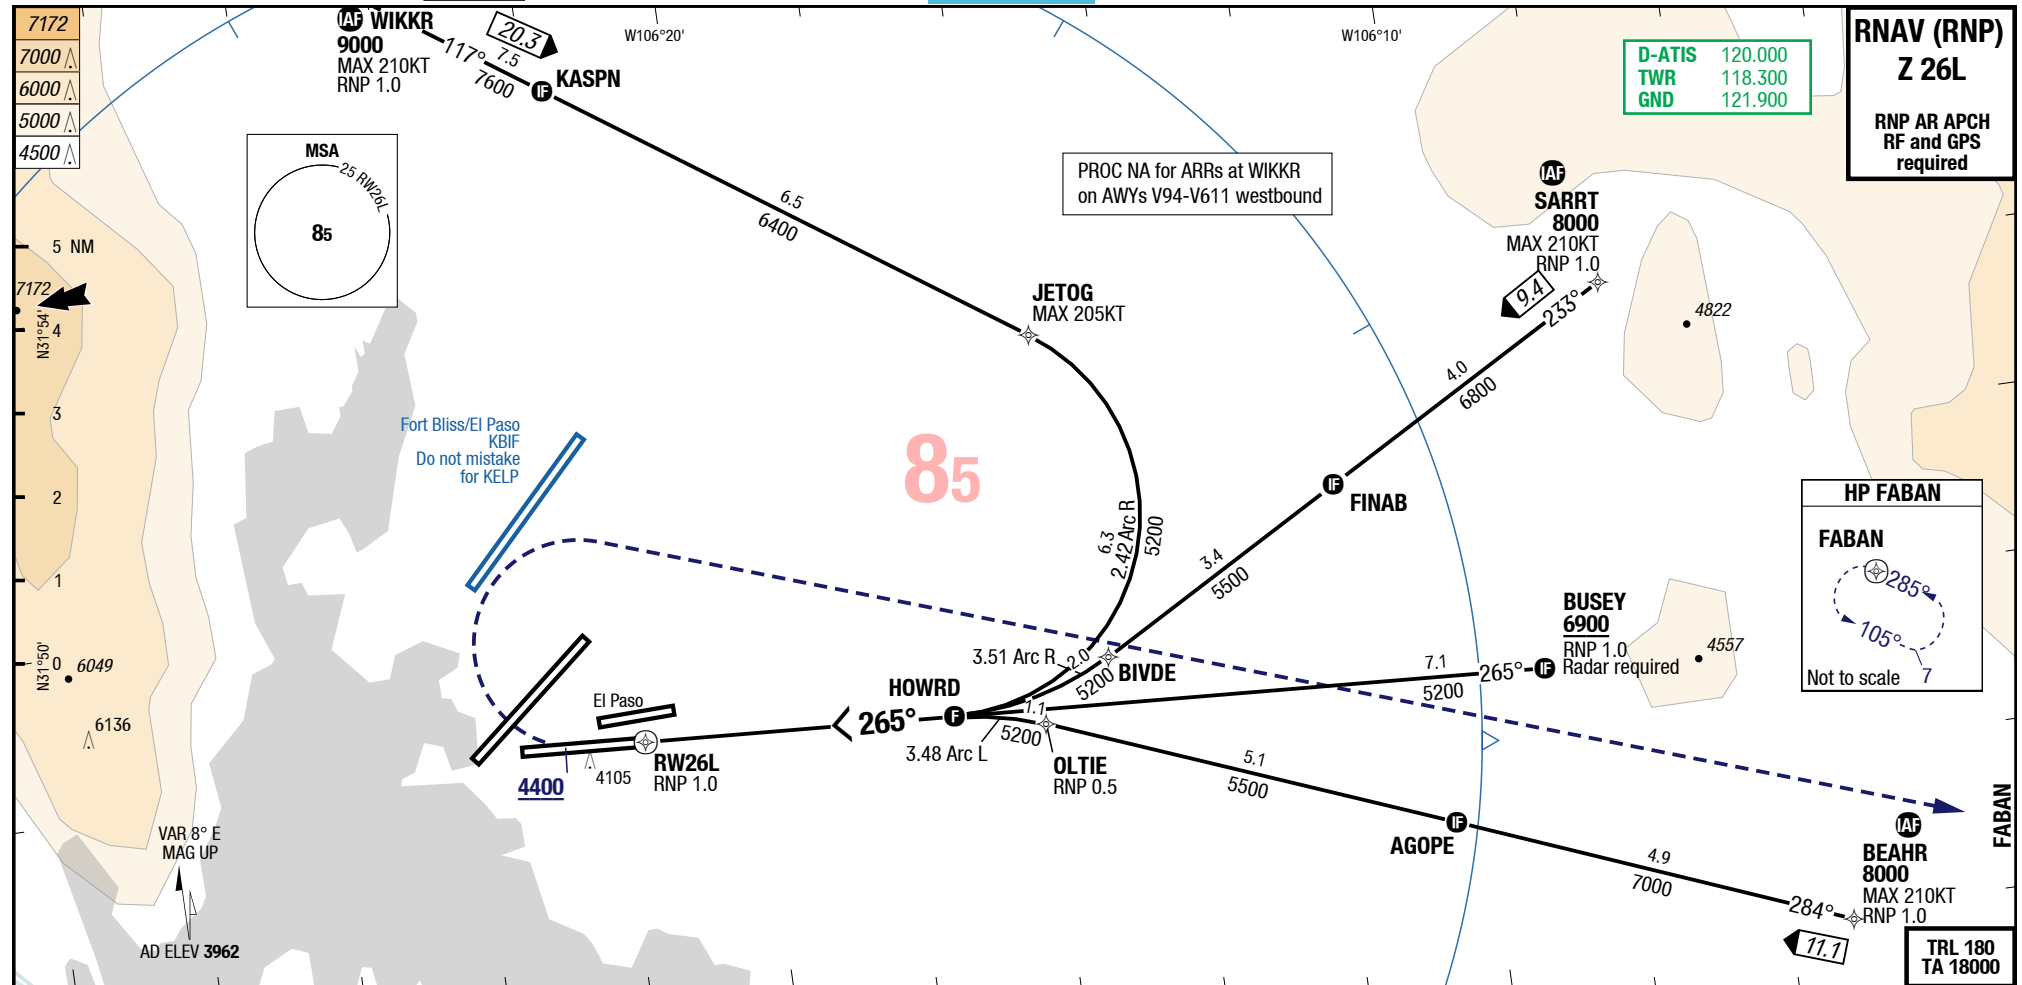 7172
7000
6000
5000
4500
IAF WIKKR
9000
MAX 210KT
RNP 1.0
117°
20.3
7.5
7600
IF KASPN
W106°20'
W106°10'
D-ATIS 120.000
TWR 118.300
GND 121.900
RNAV (RNP)
Z 26L
RNP AR APCH
RF and GPS
required
MSA
25 RW26L
85
PROC NA for ARRs at WIKKR
on AWYs V94-V611 westbound
IAF
SARRT
8000
MAX 210KT
RNP 1.0
9.4
233°
6.5
6400
5 NM
7172
N31°54'
4
3
2
1
0
N31°50'
JETOG
MAX 205KT
4822
4.0
6800
Fort Bliss/El Paso
KBIF
Do not mistake
for KELP
85
IF
FINAB
6.3
2.42 Arc R
5200
3.4
5500
HP FABAN
FABAN
285°
105°
7
Not to scale
BUSEY
6900
RNP 1.0
IF Radar required
4557
6049
6136
3.51 Arc R
2.0
5200
BIVDE
7.1
5200
265°
El Paso
HOWRD
F
265°
1.1
5200
3.48 Arc L
OLTIE
RNP 0.5
RW26L
RNP 1.0
4400
4105
5.1
5500
IF
AGOPE
4.9
7000
284°
FABAN
IAF
BEAHR
8000
MAX 210KT
RNP 1.0
11.1
VAR 8° E
MAG UP
AD ELEV 3962
TRL 180
TA 18000